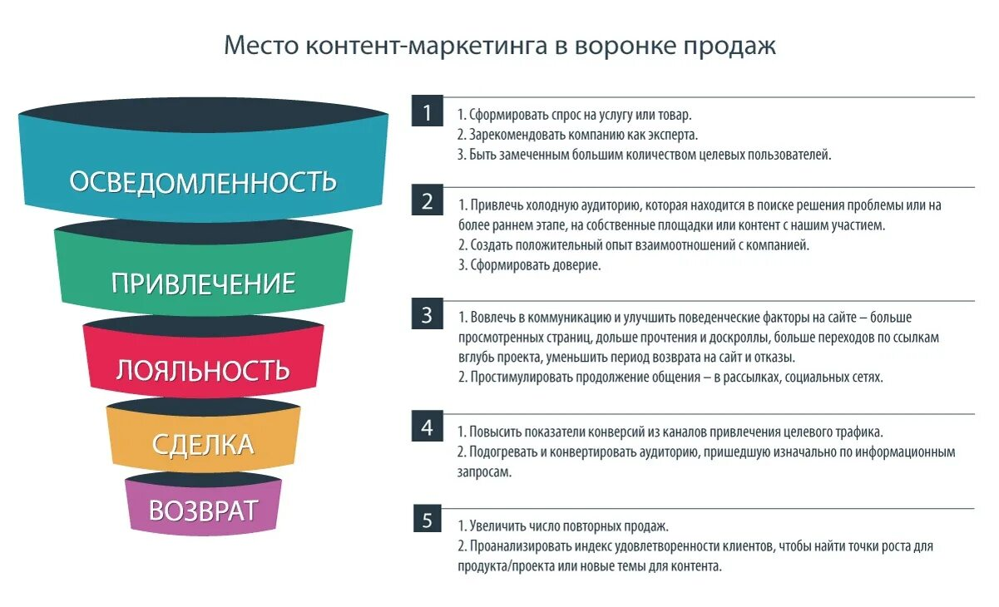 Место контент-маркетинга в воронке продаж
ОСВЕДОМЛЕННОСТЬ
ПРИВЛЕЧЕНИЕ
ЛОЯЛЬНОСТЬ
СДЕЛКА
ВОЗВРАТ
1
1. Сформировать спрос на услугу или товар.
2. Зарекомендовать компанию как эксперта.
3. Быть замеченным большим количеством целевых пользователей.
2
1. Привлечь холодную аудиторию, которая находится в поиске решения проблемы или на
более раннем этапе, на собственные площадки или контент с нашим участием.
2. Создать положительный опыт взаимоотношений с компанией.
3. Сформировать доверие.
3
1. Вовлечь в коммуникацию и улучшить поведенческие факторы на сайте – больше
просмотренных страниц, дольше прочтения и доскроллы, больше переходов по ссылкам
вглубь проекта, уменьшить период возврата на сайт и отказы.
2. Простимулировать продолжение общения – в рассылках, социальных сетях.
4
1. Повысить показатели конверсий из каналов привлечения целевого трафика.
2. Подогревать и конвертировать аудиторию, пришедшую изначально по информационным
запросам.
5
1. Увеличить число повторных продаж.
2. Проанализировать индекс удовлетворенности клиентов, чтобы найти точки роста для
продукта/проекта или новые темы для контента.